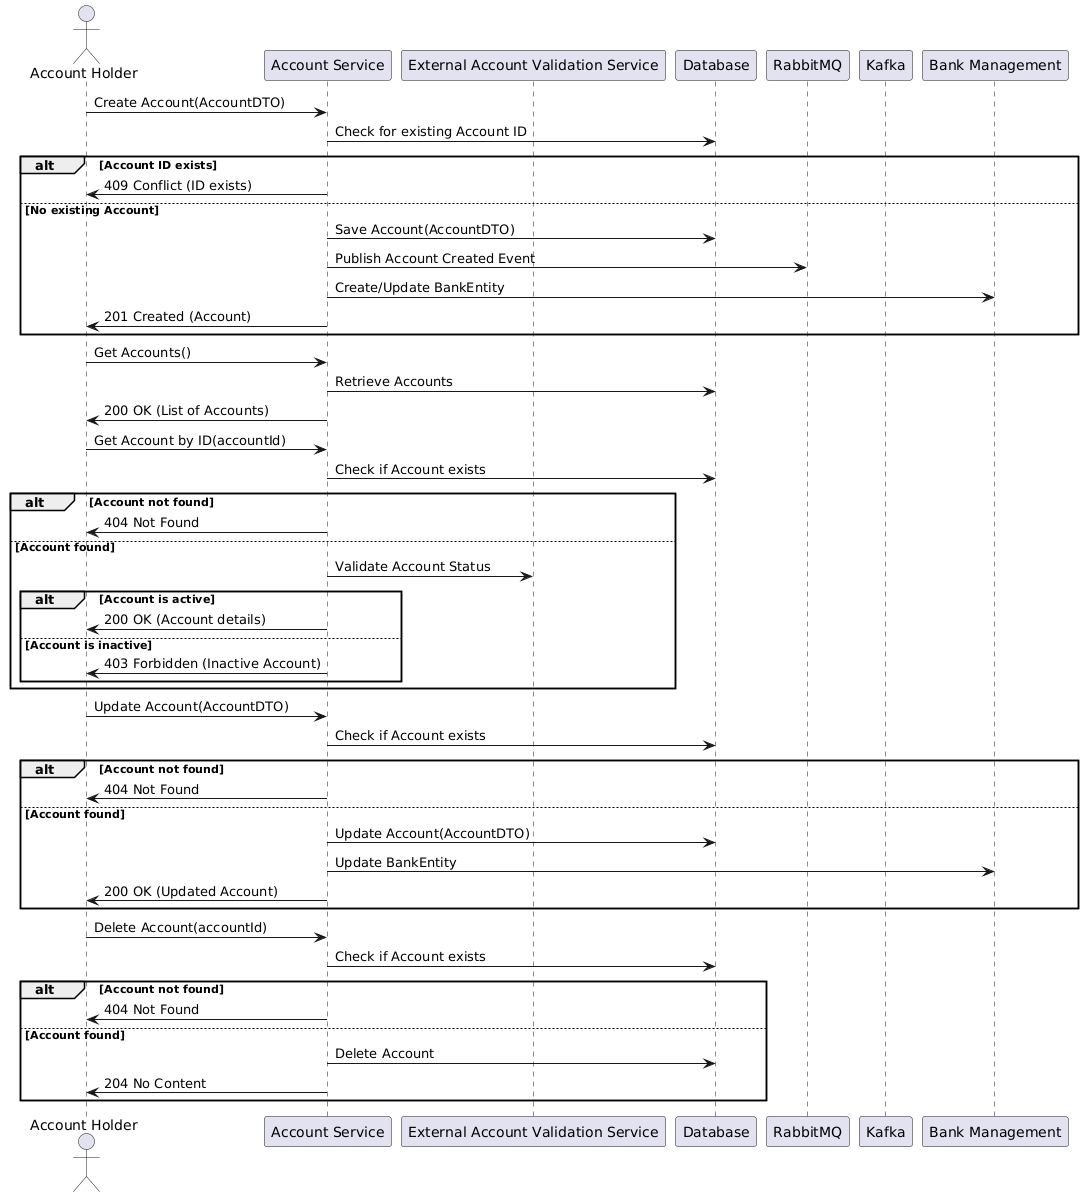 Account Holder
Account Service
External Account Validation Service
Database
RabbitMQ
Kafka
Bank Management
Create Account(AccountDTO)
Check for existing Account ID
alt [Account ID exists]
409 Conflict (ID exists)
[No existing Account]
Save Account(AccountDTO)
Publish Account Created Event
Create/Update BankEntity
201 Created (Account)
Get Accounts()
Retrieve Accounts
200 OK (List of Accounts)
Get Account by ID(accountId)
Check if Account exists
alt [Account not found]
404 Not Found
[Account found]
Validate Account Status
alt [Account is active]
200 OK (Account details)
[Account is inactive]
403 Forbidden (Inactive Account)
Update Account(AccountDTO)
Check if Account exists
alt [Account not found]
404 Not Found
[Account found]
Update Account(AccountDTO)
Update BankEntity
200 OK (Updated Account)
Delete Account(accountId)
Check if Account exists
alt [Account not found]
404 Not Found
[Account found]
Delete Account
204 No Content
Account Holder
Account Service
External Account Validation Service
Database
RabbitMQ
Kafka
Bank Management